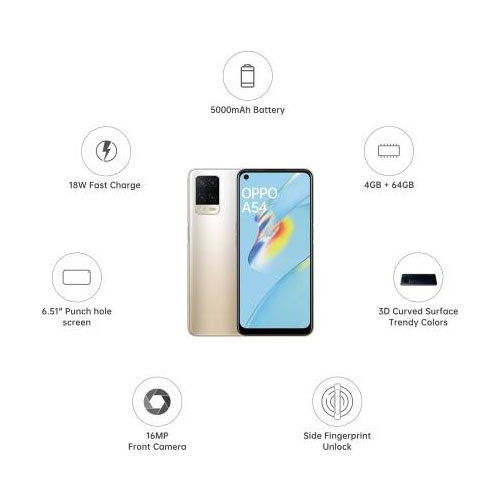 5000mAh Battery
18W Fast Charge
4GB + 64GB
OPPO
A54
6.51" Punch hole
screen
3D Curved Surface
Trendy Colors
16MP
Front Camera
Side Fingerprint
Unlock